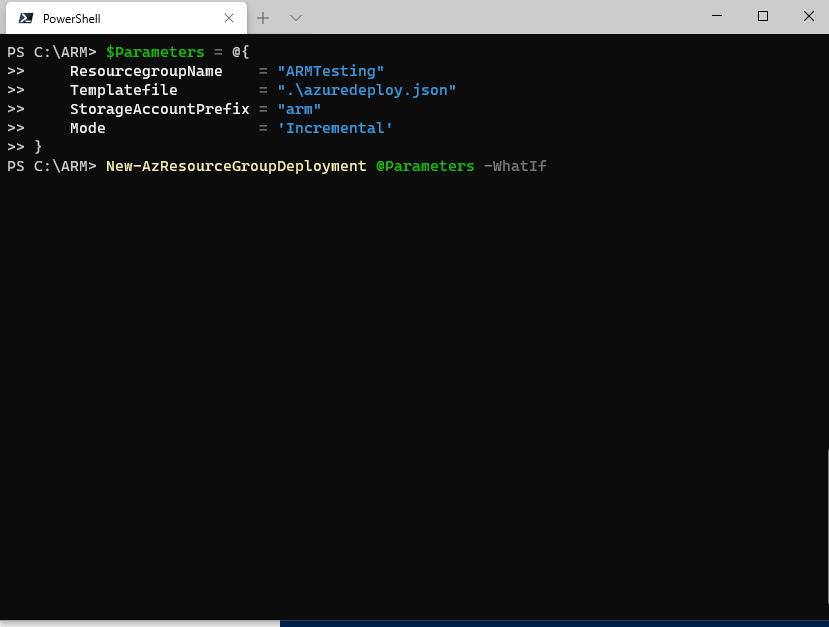 PowerShell
PS C:\ARM> $Parameters = @{
>>     ResourcegroupName    = "ARMTesting"
>>     Templatefile         = ".\azuredeploy.json"
>>     StorageAccountPrefix = "arm"
>>     Mode                 = 'Incremental'
>> }
PS C:\ARM> New-AzResourceGroupDeployment @Parameters -WhatIf